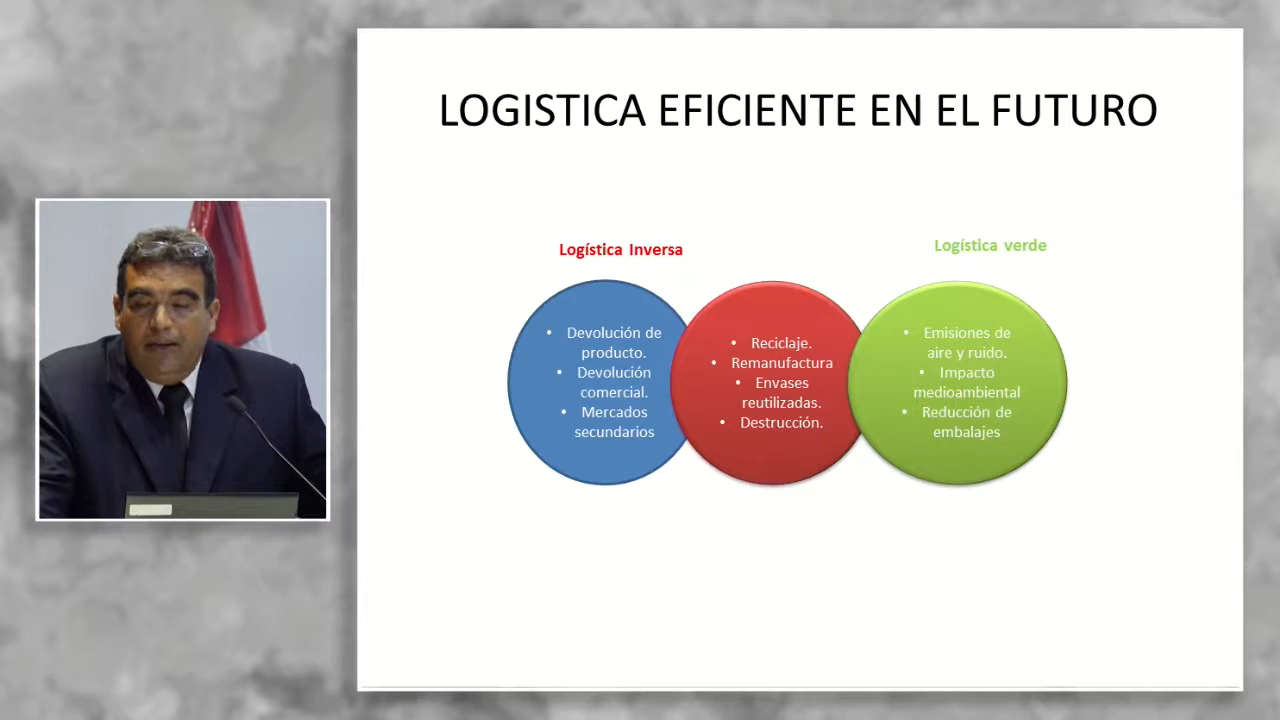 LOGISTICA EFICIENTE EN EL FUTURO
Logística Inversa
Logística verde
• Devolución de
producto.
• Devolución
comercial.
• Mercados
secundarios
• Reciclaje.
• Remanufactura
• Envases
reutilizadas.
• Destrucción.
• Emisiones de
aire y ruido.
• Impacto
medioambiental
• Reducción de
embalajes